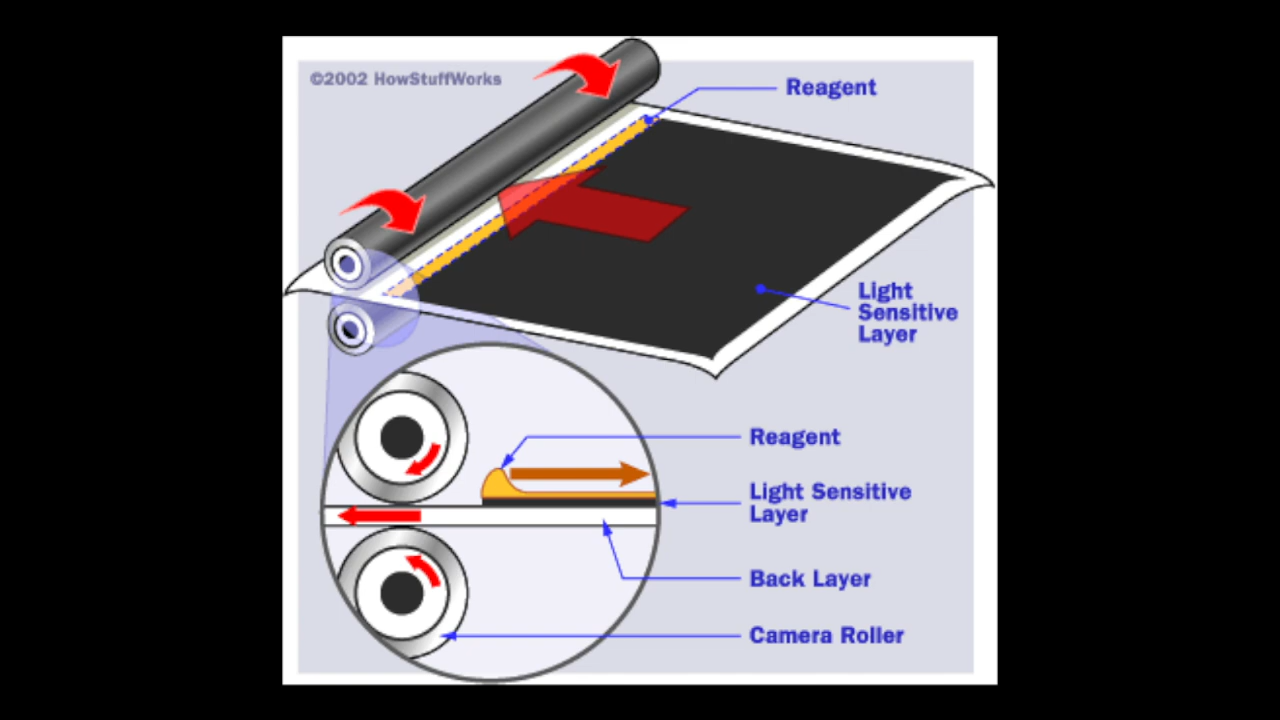 ©2002 HowStuffWorks
Reagent
Light
Sensitive
Layer
Reagent
Light Sensitive
Layer
Back Layer
Camera Roller